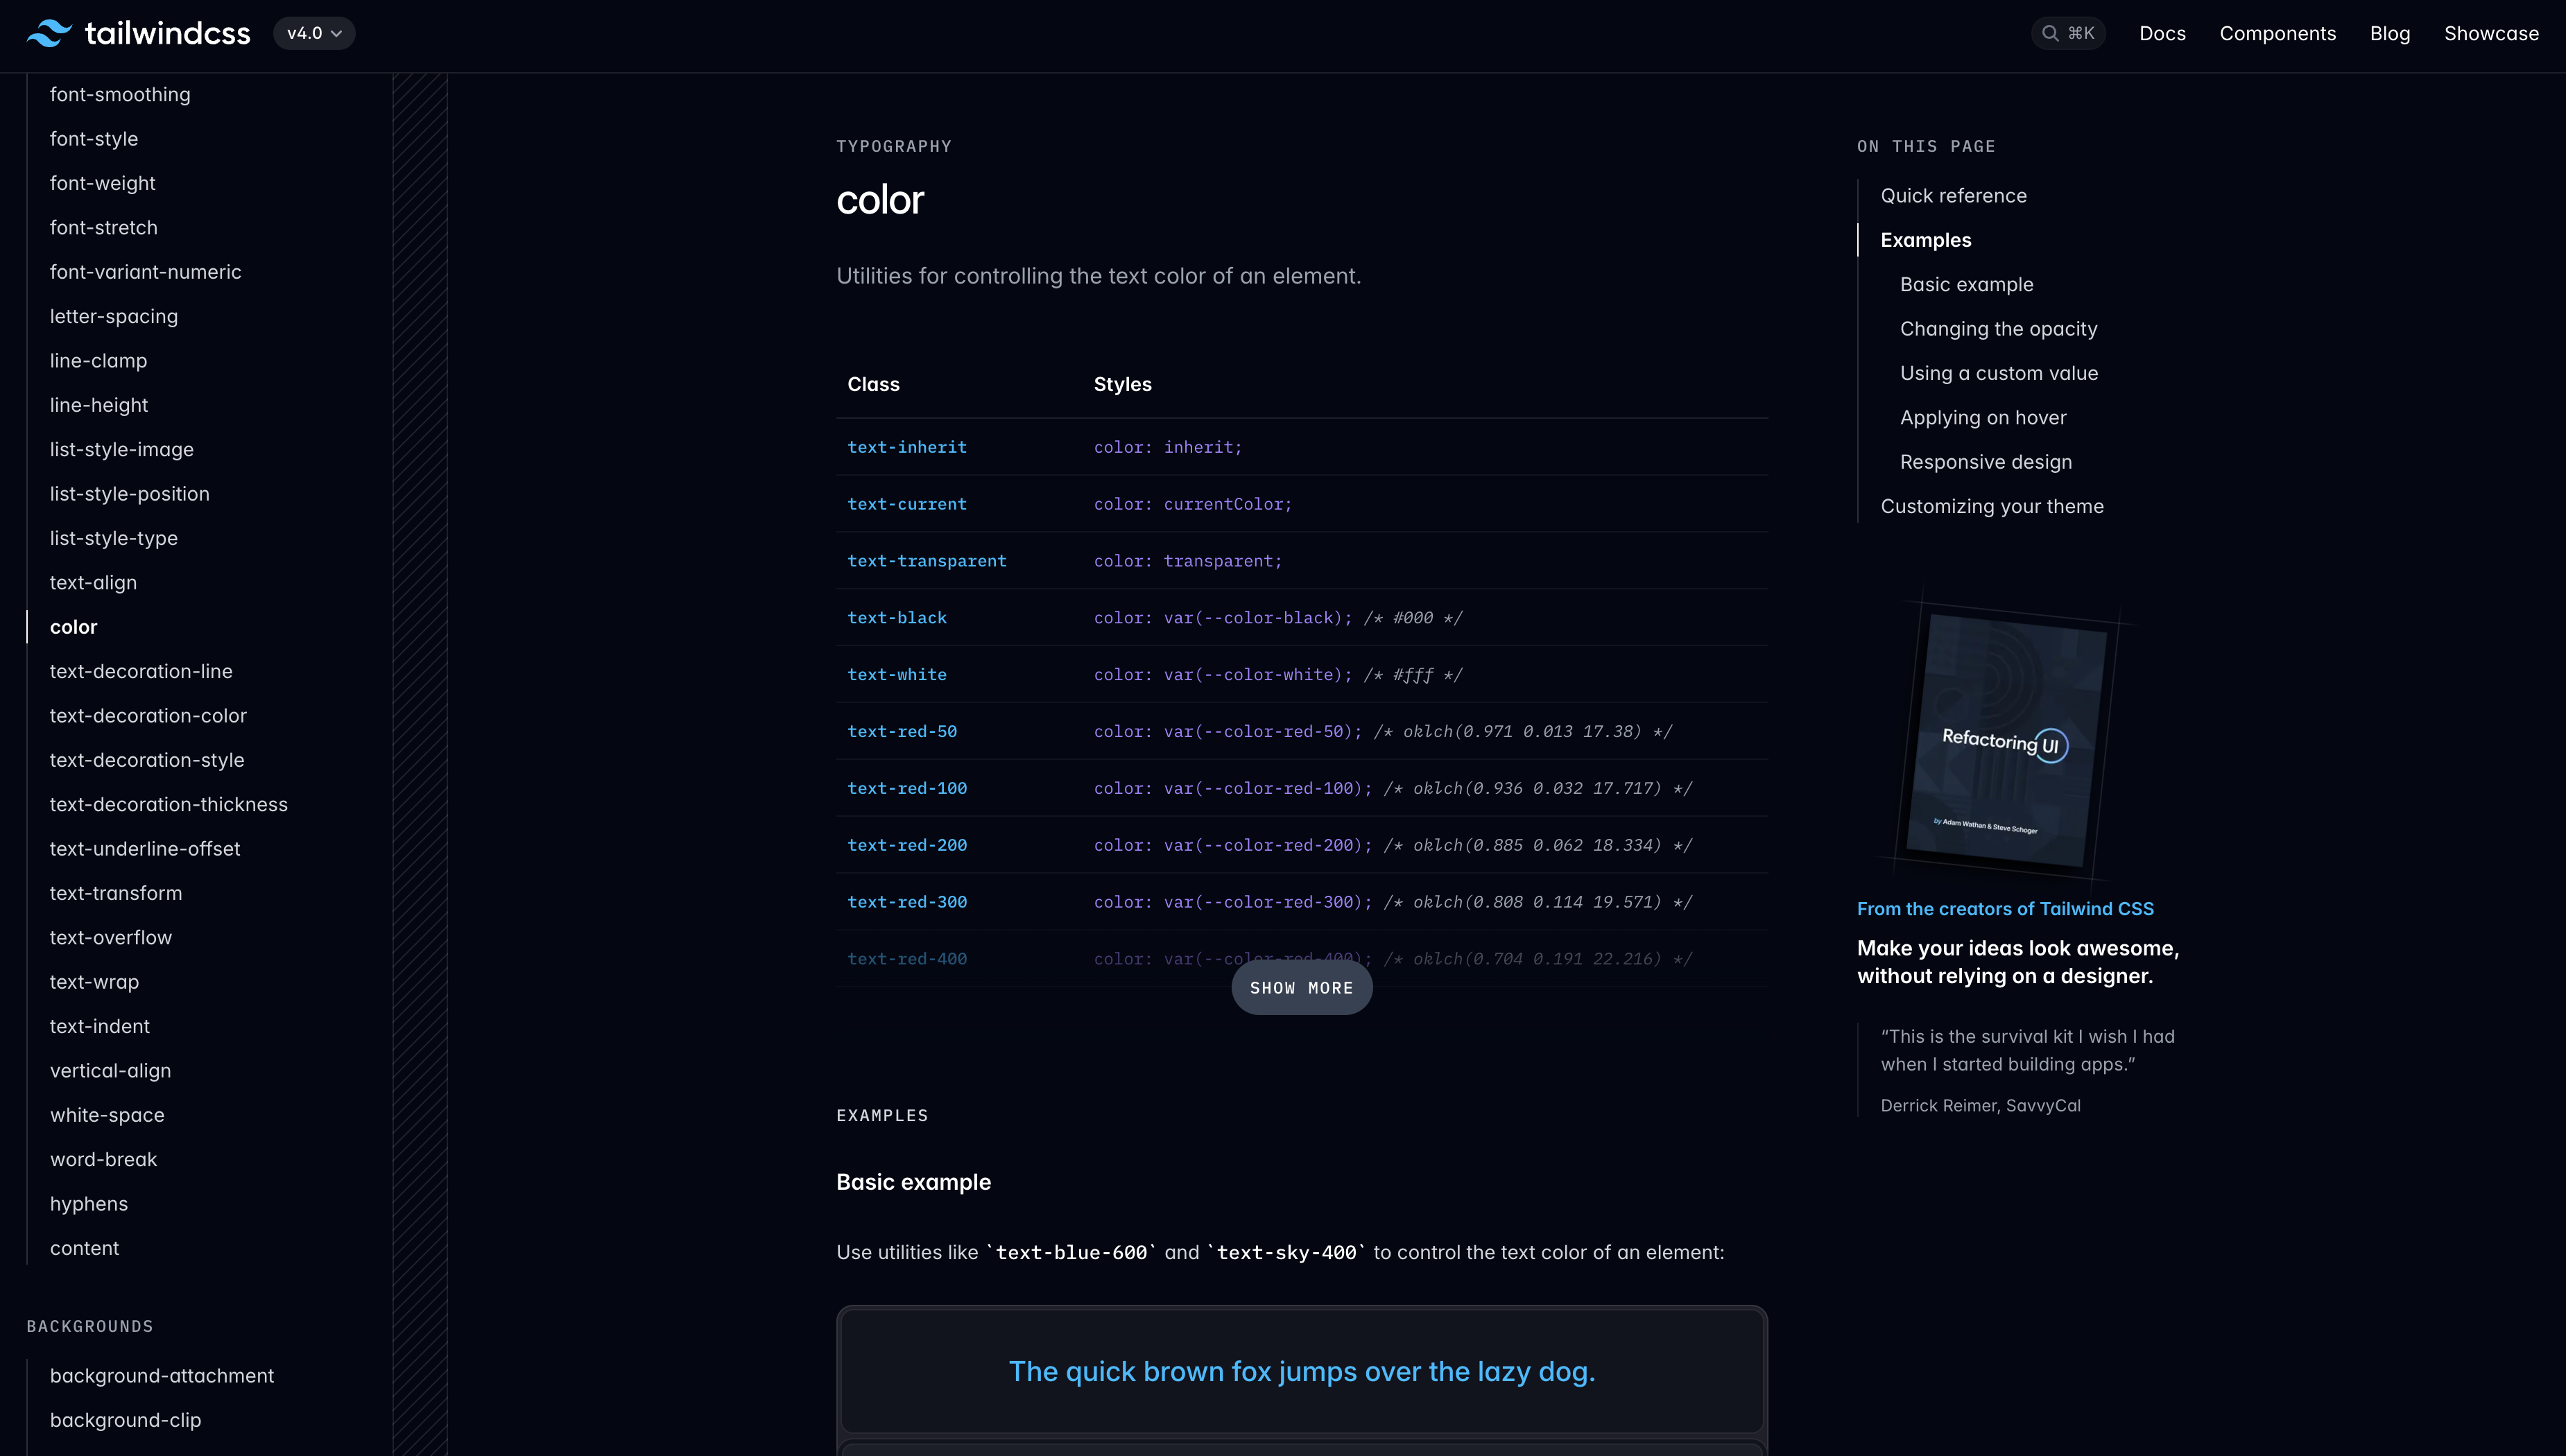 tailwindcss
v4.0
⌘K
Docs
Components
Blog
Showcase
font-smoothing
font-style
font-weight
font-stretch
font-variant-numeric
letter-spacing
line-clamp
line-height
list-style-image
list-style-position
list-style-type
text-align
color
text-decoration-line
text-decoration-color
text-decoration-style
text-decoration-thickness
text-underline-offset
text-transform
text-overflow
text-wrap
text-indent
vertical-align
white-space
word-break
hyphens
content
BACKGROUNDS
background-attachment
background-clip
TYPOGRAPHY
color
Utilities for controlling the text color of an element.
Class Styles
text-inherit color: inherit;
text-current color: currentColor;
text-transparent color: transparent;
text-black color: var(--color-black); /* #000 */
text-white color: var(--color-white); /* #fff */
text-red-50 color: var(--color-red-50); /* oklch(0.971 0.013 17.38) */
text-red-100 color: var(--color-red-100); /* oklch(0.936 0.032 17.717) */
text-red-200 color: var(--color-red-200); /* oklch(0.885 0.062 18.334) */
text-red-300 color: var(--color-red-300); /* oklch(0.808 0.114 19.571) */
text-red-400 color: var(--color-red-400); /* oklch(0.704 0.191 22.216) */
SHOW MORE
EXAMPLES
Basic example
Use utilities like `text-blue-600` and `text-sky-400` to control the text color of an element:
The quick brown fox jumps over the lazy dog.
ON THIS PAGE
Quick reference
Examples
Basic example
Changing the opacity
Using a custom value
Applying on hover
Responsive design
Customizing your theme
Refactoring UI
by Adam Wathan & Steve Schoger
From the creators of Tailwind CSS
Make your ideas look awesome,
without relying on a designer.
“This is the survival kit I wish I had
when I started building apps.”
Derrick Reimer, SavvyCal